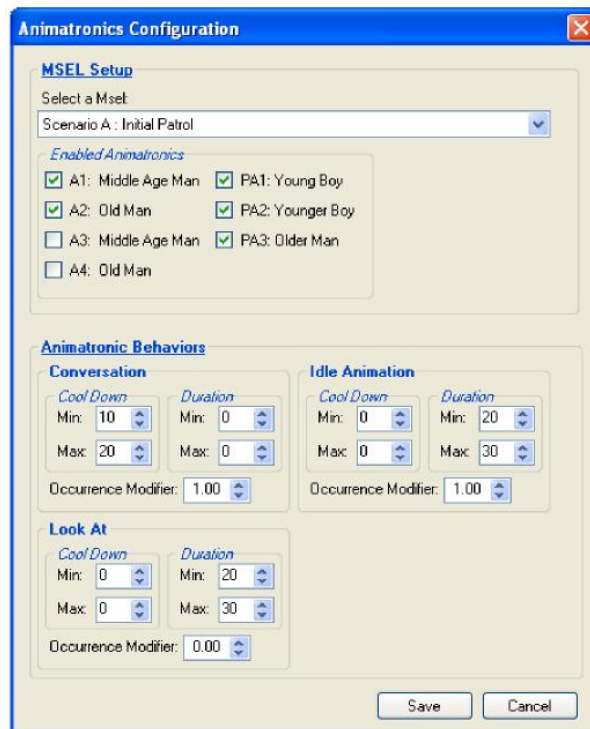 Animatronics Configuration
MSEL Setup
Select a Msel:
Scenario A : Initial Patrol
Enabled Animatronics
A1: Middle Age Man PA1: Young Boy
A2: Old Man PA2: Younger Boy
A3: Middle Age Man PA3: Older Man
A4: Old Man
Animatronic Behaviors
Conversation
Cool Down Duration
Min: 10 Min: 0
Max: 20 Max: 0
Occurrence Modifier: 1.00
Idle Animation
Cool Down Duration
Min: 0 Min: 20
Max: 0 Max: 30
Occurrence Modifier: 1.00
Look At
Cool Down Duration
Min: 0 Min: 20
Max: 0 Max: 30
Occurrence Modifier: 0.00
Save Cancel